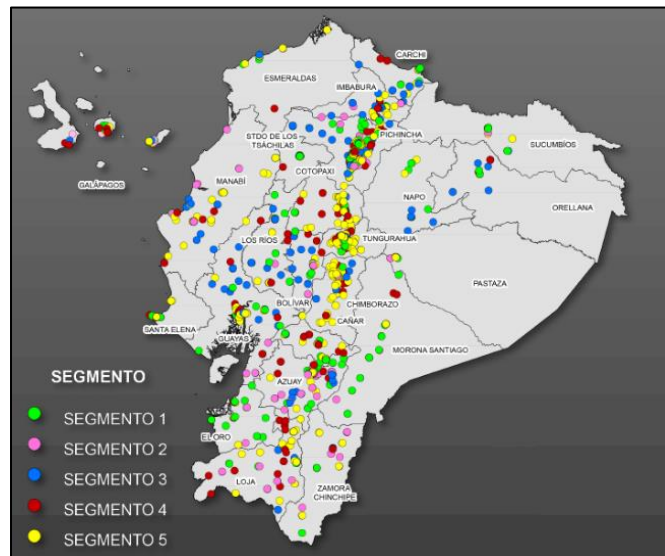 CARCHI
ESMERALDAS
IMBABURA
STDO DE LOS
TSÁCHILAS
PICHINCHA
SUCUMBÍOS
GALÁPAGOS
MANABÍ
COTOPAXI
NAPO
ORELLANA
LOS RÍOS
TUNGURAHUA
PASTAZA
BOLÍVAR
CHIMBORAZO
SANTA ELENA
GUAYAS
CAÑAR
MORONA SANTIAGO
SEGMENTO
AZUAY
SEGMENTO 1
SEGMENTO 2
EL ORO
SEGMENTO 3
SEGMENTO 4
LOJA
ZAMORA
CHINCHIPE
SEGMENTO 5